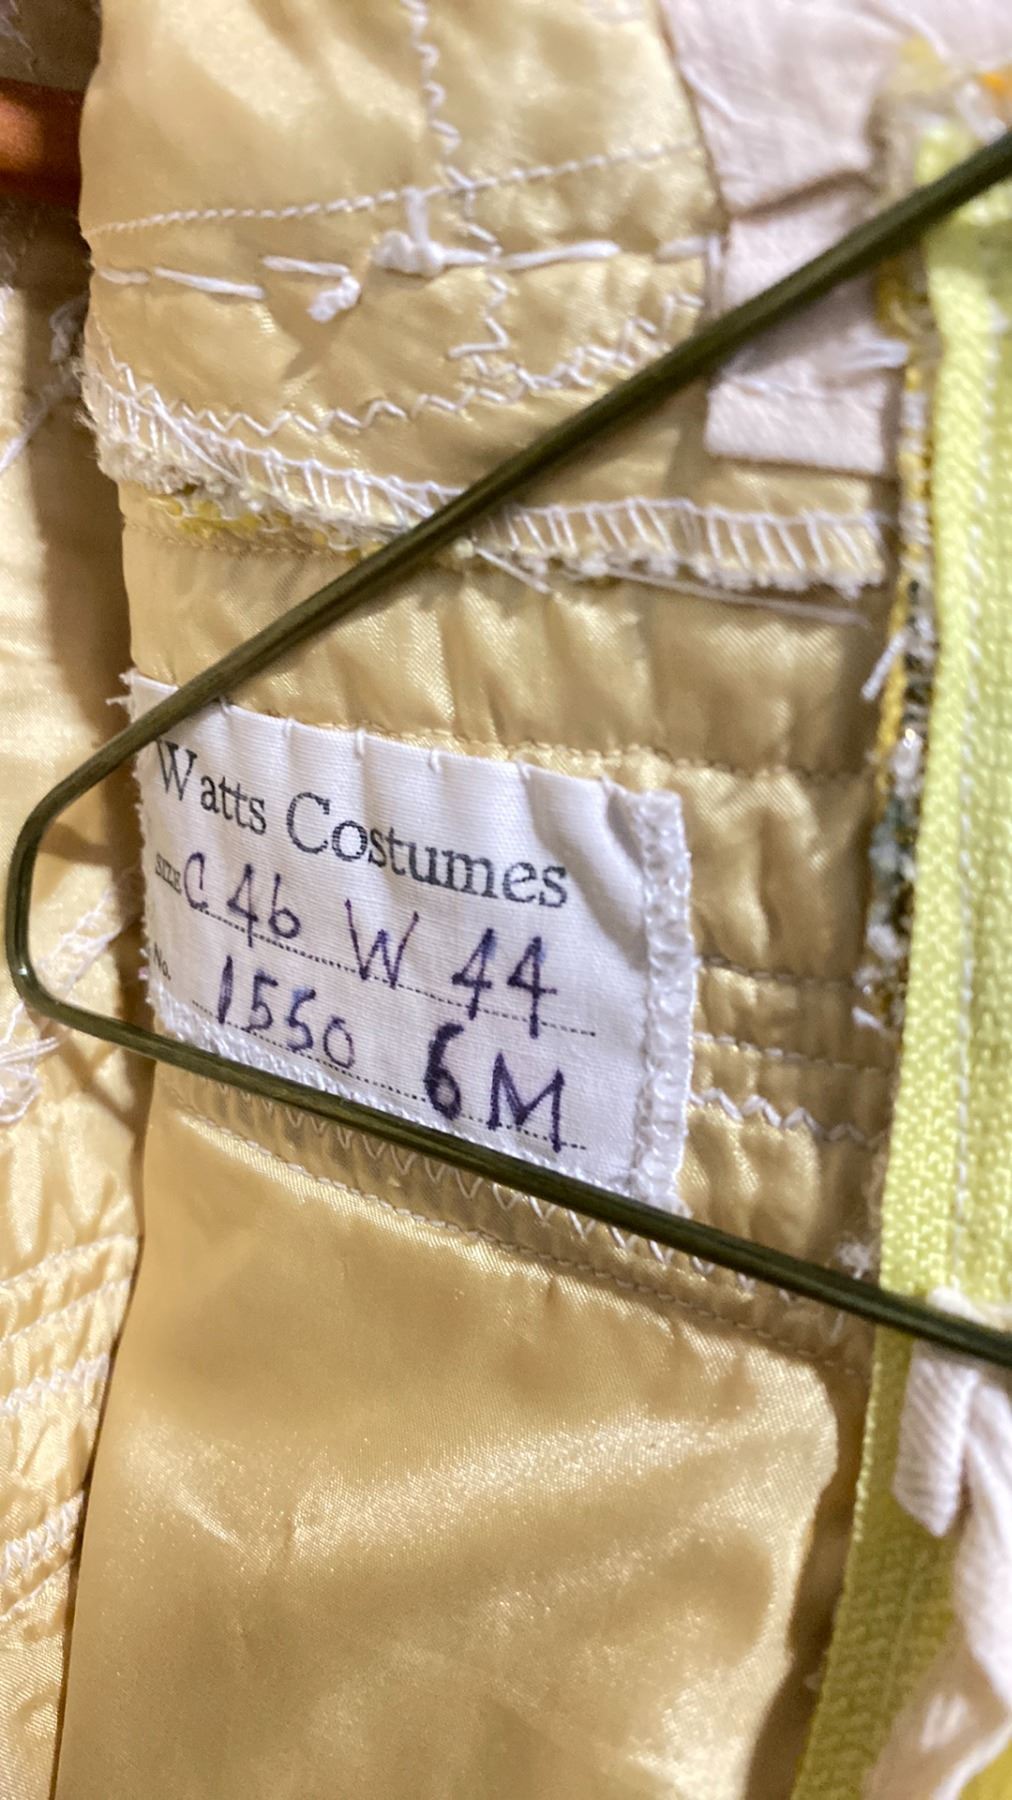 Watts Costumes
SIZE C 46 W 44
No. 1550 6M